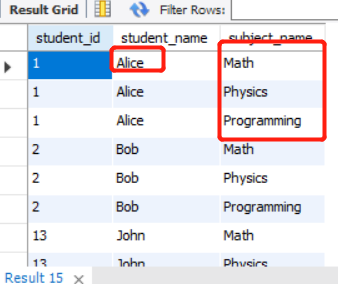 Result Grid Filter Rows:
student_id student_name subject_name
1 Alice Math
1 Alice Physics
1 Alice Programming
2 Bob Math
2 Bob Physics
2 Bob Programming
13 John Math
13 John Physics
Result 15 ×